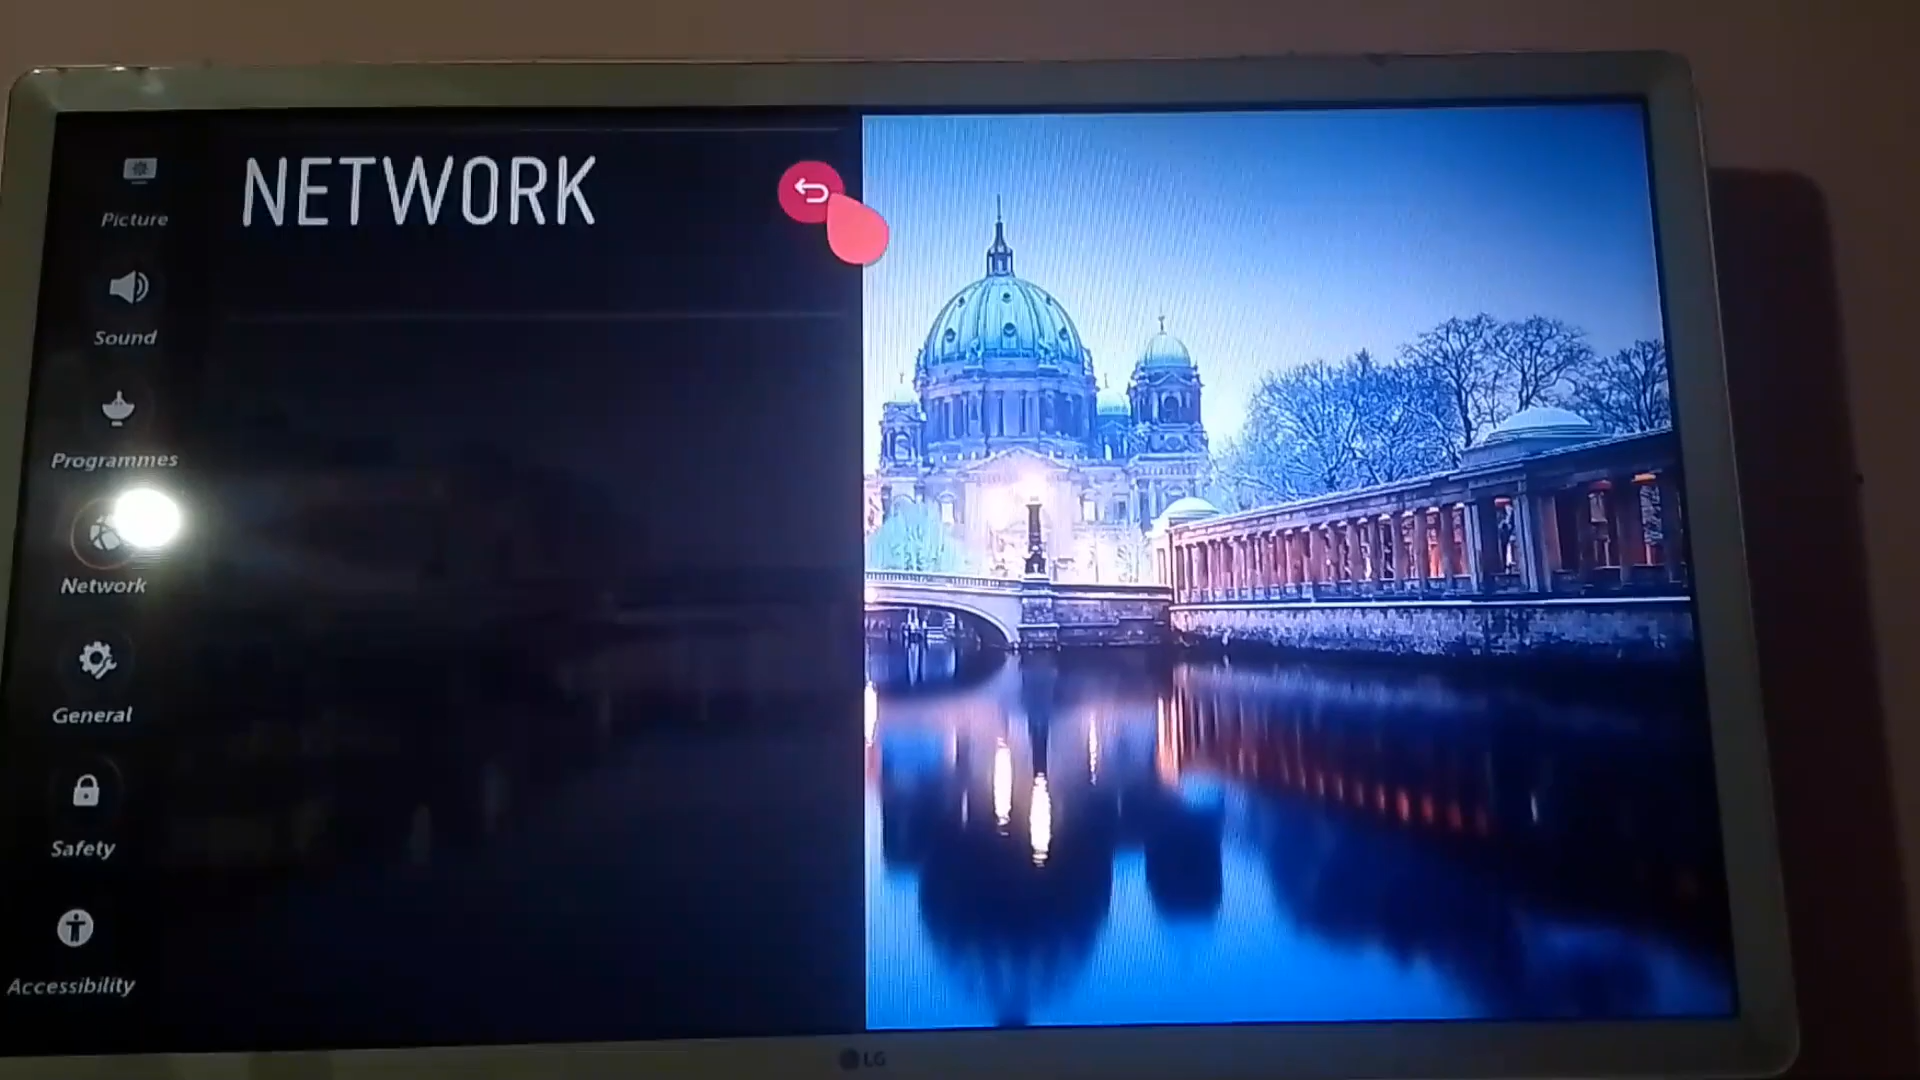 NETWORK
Picture
Sound
Programmes
Network
General
Safety
Accessibility
LG